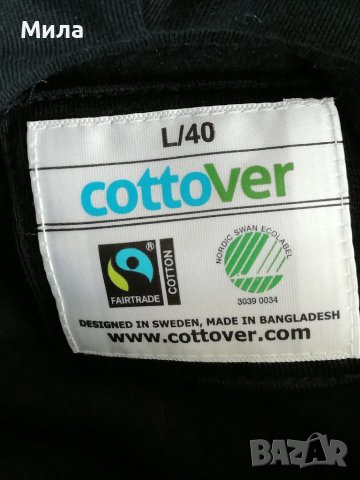 Мила
L/40
cottover
®
FAIRTRADE
COTTON
NORDIC SWAN ECOLABEL
3039 0034
DESIGNED IN SWEDEN, MADE IN BANGLADESH
www.cottover.com
BAZAR